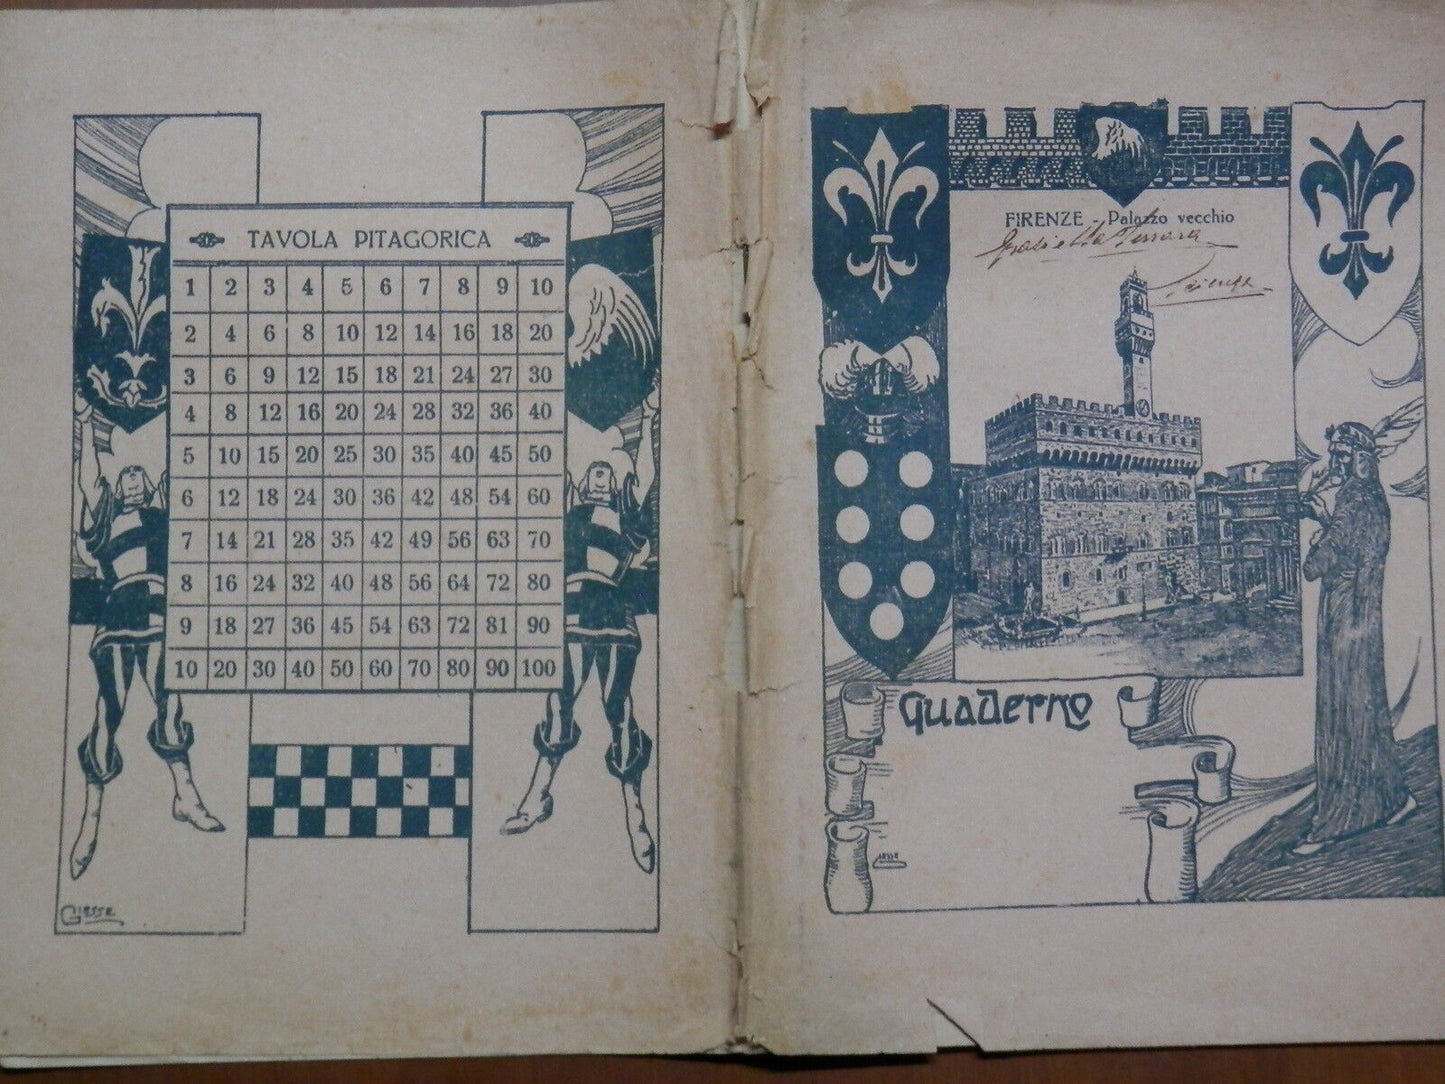 TAVOLA PITAGORICA
1 2 3 4 5 6 7 8 9 10
2 4 6 8 10 12 14 16 18 20
3 6 9 12 15 18 21 24 27 30
4 8 12 16 20 24 28 32 36 40
5 10 15 20 25 30 35 40 45 50
6 12 18 24 30 36 42 48 54 60
7 14 21 28 35 42 49 56 63 70
8 16 24 32 40 48 56 64 72 80
9 18 27 36 45 54 63 72 81 90
10 20 30 40 50 60 70 80 90 100
Giesse
FIRENZE - Palazzo vecchio
Quaderno